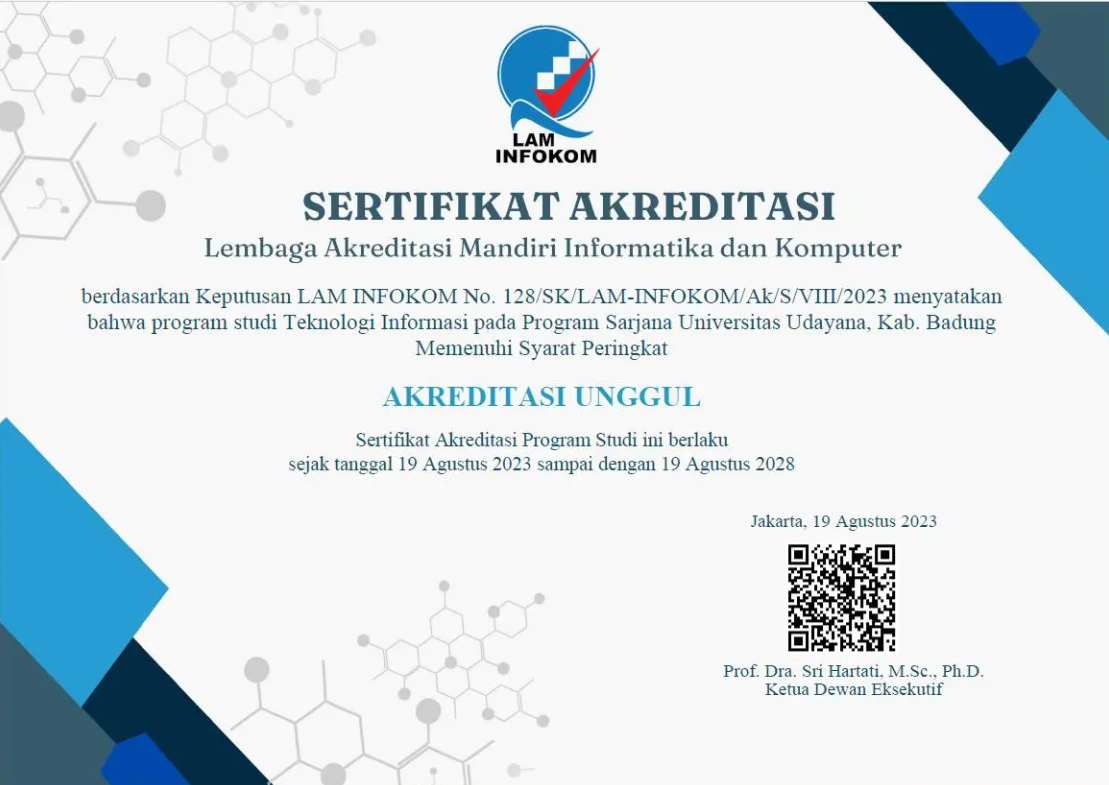 LAM
INFOKOM
SERTIFIKAT AKREDITASI
Lembaga Akreditasi Mandiri Informatika dan Komputer
berdasarkan Keputusan LAM INFOKOM No. 128/SK/LAM-INFOKOM/Ak/S/VIII/2023 menyatakan
bahwa program studi Teknologi Informasi pada Program Sarjana Universitas Udayana, Kab. Badung
Memenuhi Syarat Peringkat
AKREDITASI UNGGUL
Sertifikat Akreditasi Program Studi ini berlaku
sejak tanggal 19 Agustus 2023 sampai dengan 19 Agustus 2028
Jakarta, 19 Agustus 2023
Prof. Dra. Sri Hartati, M.Sc., Ph.D.
Ketua Dewan Eksekutif